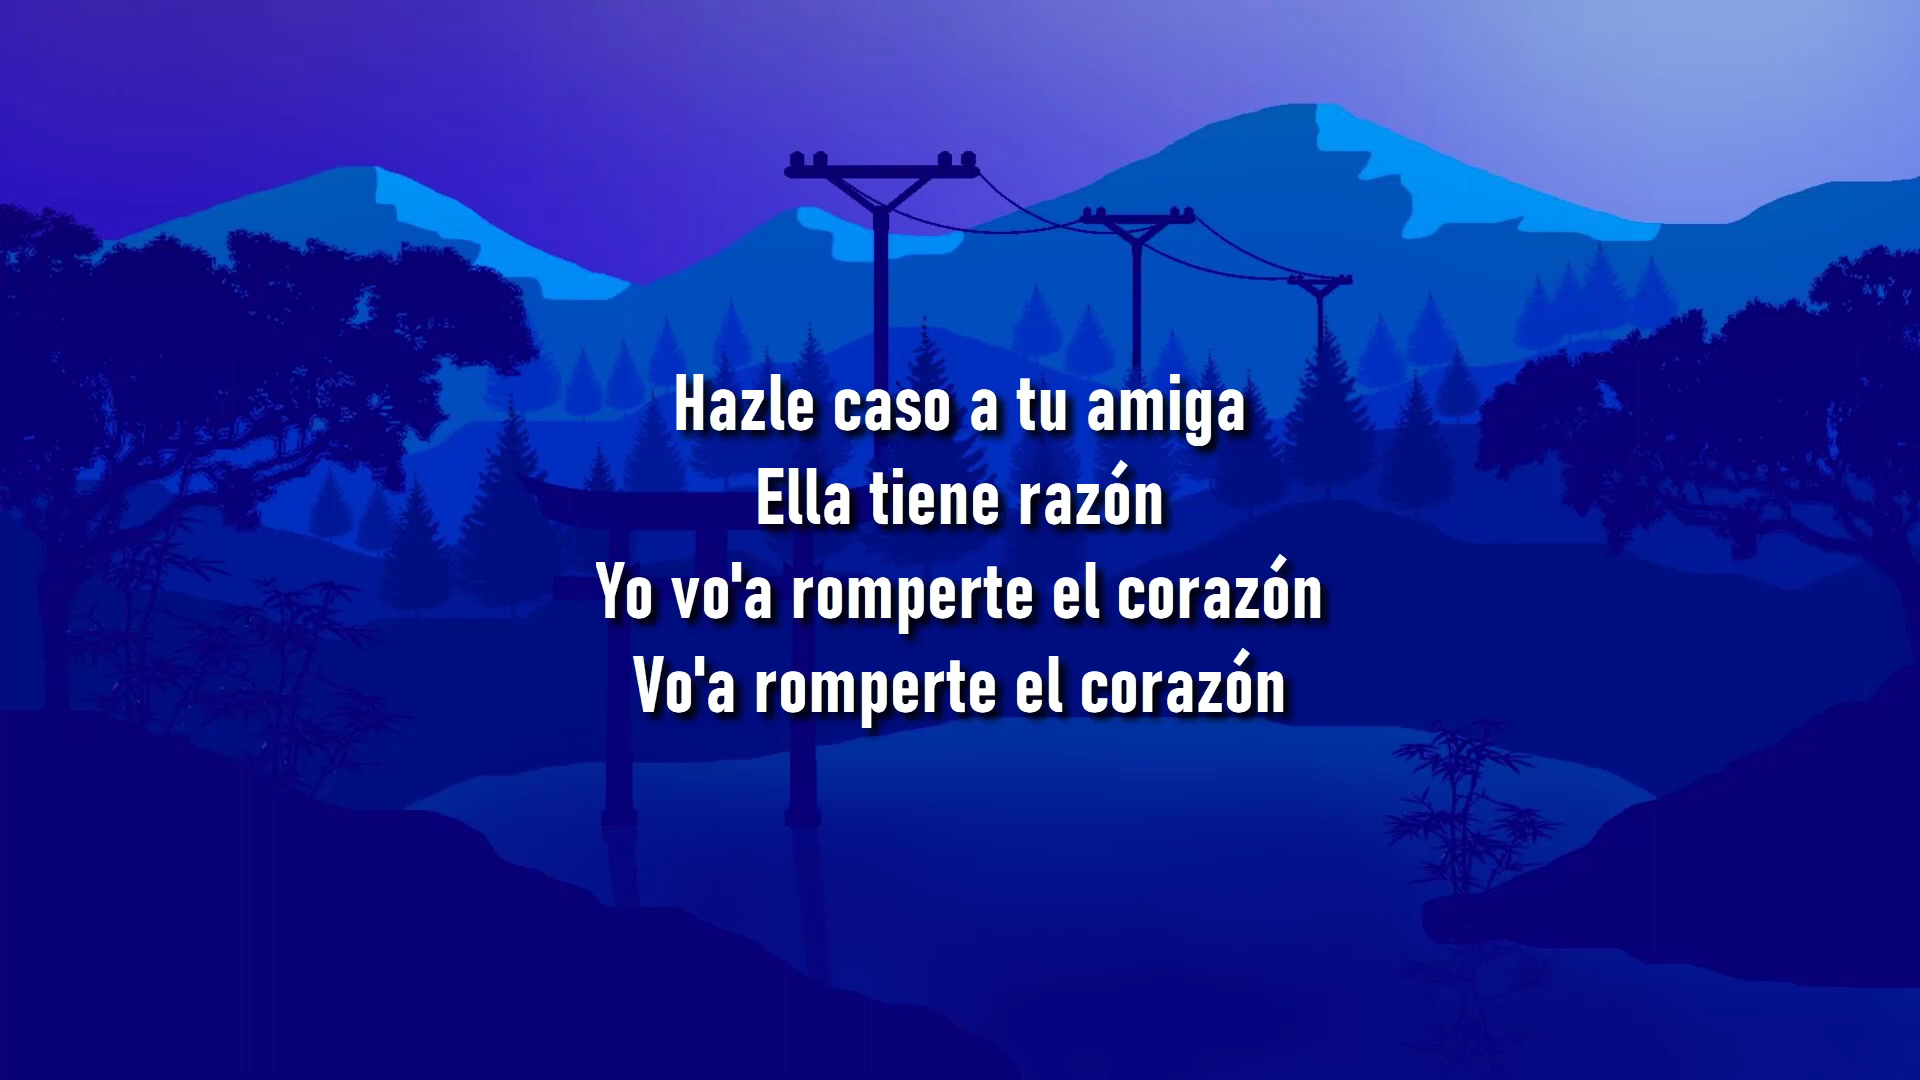 Hazle caso a tu amiga
Ella tiene razón
Yo vo'a romperte el corazón
Vo'a romperte el corazón